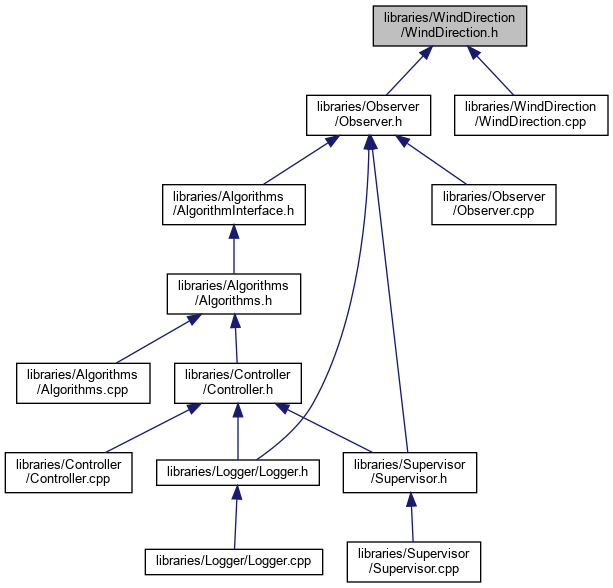 libraries/WindDirection
/WindDirection.h
libraries/Observer
/Observer.h
libraries/WindDirection
/WindDirection.cpp
libraries/Algorithms
/AlgorithmInterface.h
libraries/Observer
/Observer.cpp
libraries/Algorithms
/Algorithms.h
libraries/Algorithms
/Algorithms.cpp
libraries/Controller
/Controller.h
libraries/Controller
/Controller.cpp
libraries/Logger/Logger.h
libraries/Supervisor
/Supervisor.h
libraries/Logger/Logger.cpp
libraries/Supervisor
/Supervisor.cpp